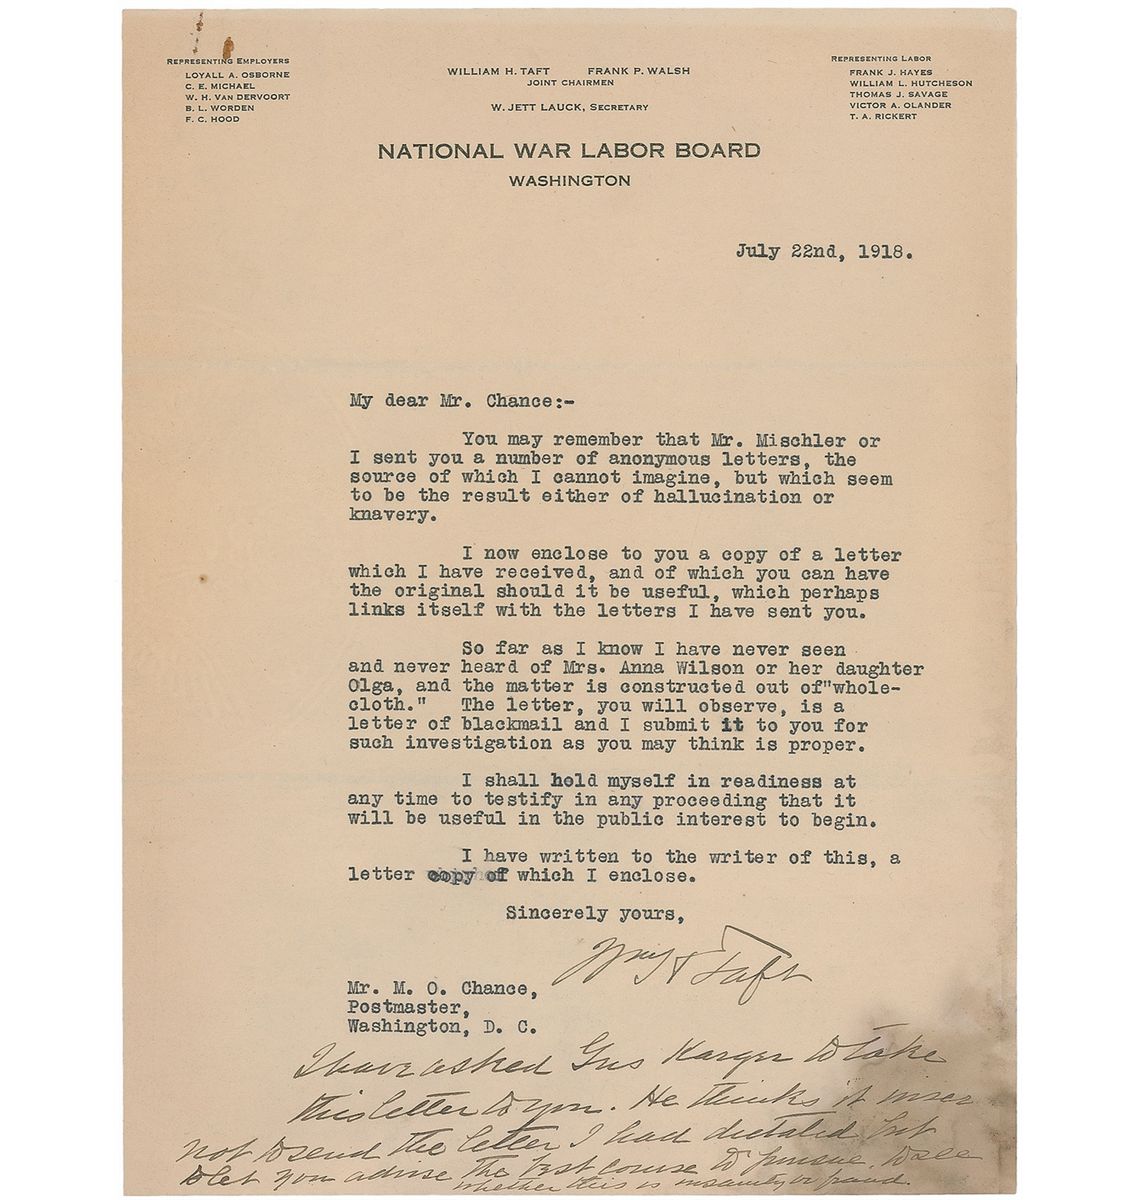 REPRESENTING EMPLOYERS
LOYALL A. OSBORNE
C. E. MICHAEL
W. H. VAN DERVOORT
B. L. WORDEN
F. C. HOOD
WILLIAM H. TAFT FRANK P. WALSH
JOINT CHAIRMEN
W. JETT LAUCK, SECRETARY
REPRESENTING LABOR
FRANK J. HAYES
WILLIAM L. HUTCHESON
THOMAS J. SAVAGE
VICTOR A. OLANDER
T. A. RICKERT
NATIONAL WAR LABOR BOARD
WASHINGTON
July 22nd, 1918.
My dear Mr. Chance:-
You may remember that Mr. Mischler or
I sent you a number of anonymous letters, the
source of which I cannot imagine, but which seem
to be the result either of hallucination or
knavery.
I now enclose to you a copy of a letter
which I have received, and of which you can have
the original should it be useful, which perhaps
links itself with the letters I have sent you.
So far as I know I have never seen
and never heard of Mrs. Anna Wilson or her daughter
Olga, and the matter is constructed out of"whole-
cloth." The letter, you will observe, is a
letter of blackmail and I submit it to you for
such investigation as you may think is proper.
I shall hold myself in readiness at
any time to testify in any proceeding that it
will be useful in the public interest to begin.
I have written to the writer of this, a
letter copy of which I enclose.
Sincerely yours,
Wm H Taft
Mr. M. O. Chance,
Postmaster,
Washington, D. C.
I have asked Gus Karger to take
this letter to you. He thinks it wiser
not to send the letter I had dictated but
to let you advise the best course to pursue. To see
whether this is insanity or fraud.